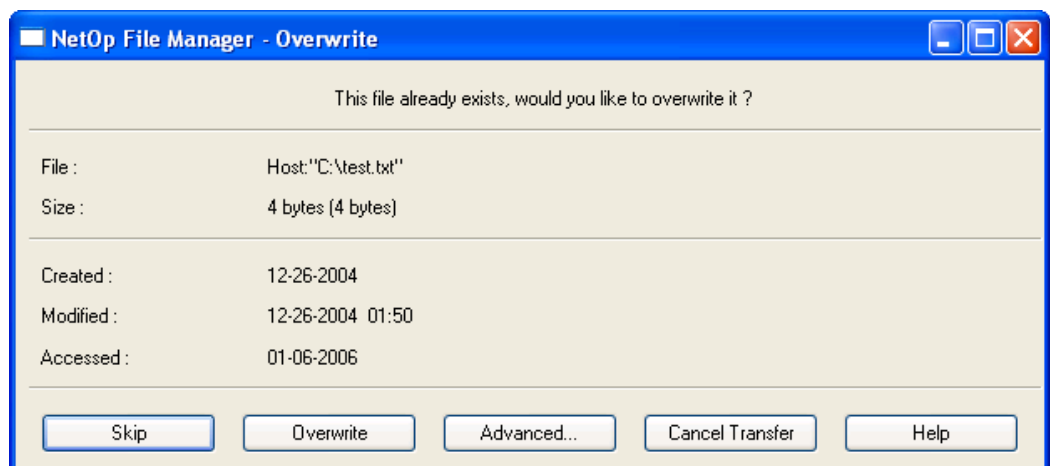 NetOp File Manager - Overwrite
This file already exists, would you like to overwrite it ?
File : Host:"C:\test.txt"
Size : 4 bytes (4 bytes)
Created : 12-26-2004
Modified : 12-26-2004 01:50
Accessed : 01-06-2006
Skip Overwrite Advanced... Cancel Transfer Help